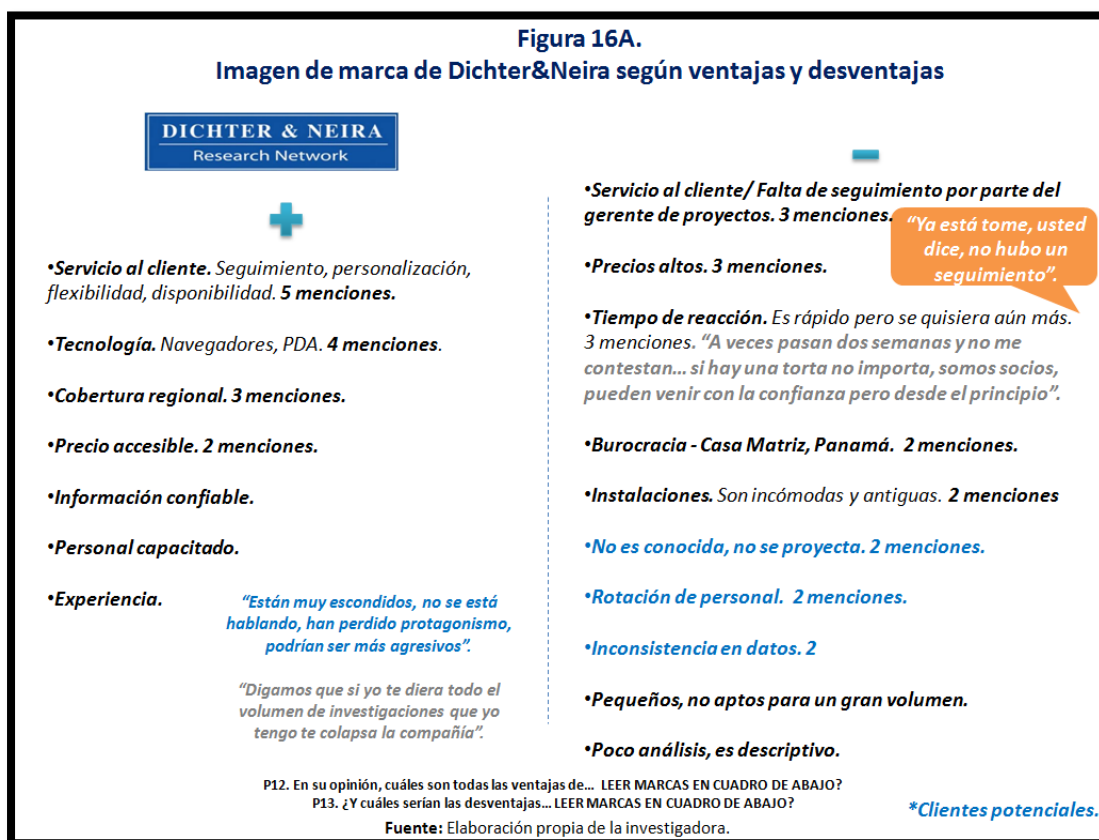 Figura 16A.
Imagen de marca de Dichter&Neira según ventajas y desventajas
DICHTER & NEIRA
Research Network
•Servicio al cliente. Seguimiento, personalización,
flexibilidad, disponibilidad. 5 menciones.
•Tecnología. Navegadores, PDA. 4 menciones.
•Cobertura regional. 3 menciones.
•Precio accesible. 2 menciones.
•Información confiable.
•Personal capacitado.
•Experiencia.
“Están muy escondidos, no se está
hablando, han perdido protagonismo,
podrían ser más agresivos”.
“Digamos que si yo te diera todo el
volumen de investigaciones que yo
tengo te colapsa la compañía”.
•Servicio al cliente/ Falta de seguimiento por parte del
gerente de proyectos. 3 menciones.
“Ya está tome, usted
dice, no hubo un
seguimiento”.
•Precios altos. 3 menciones.
•Tiempo de reacción. Es rápido pero se quisiera aún más.
3 menciones. “A veces pasan dos semanas y no me
contestan... si hay una torta no importa, somos socios,
pueden venir con la confianza pero desde el principio”.
•Burocracia - Casa Matriz, Panamá. 2 menciones.
•Instalaciones. Son incómodas y antiguas. 2 menciones
•No es conocida, no se proyecta. 2 menciones.
•Rotación de personal. 2 menciones.
•Inconsistencia en datos. 2
•Pequeños, no aptos para un gran volumen.
•Poco análisis, es descriptivo.
P12. En su opinión, cuáles son todas las ventajas de... LEER MARCAS EN CUADRO DE ABAJO?
P13. ¿Y cuáles serían las desventajas... LEER MARCAS EN CUADRO DE ABAJO?
Fuente: Elaboración propia de la investigadora.
*Clientes potenciales.